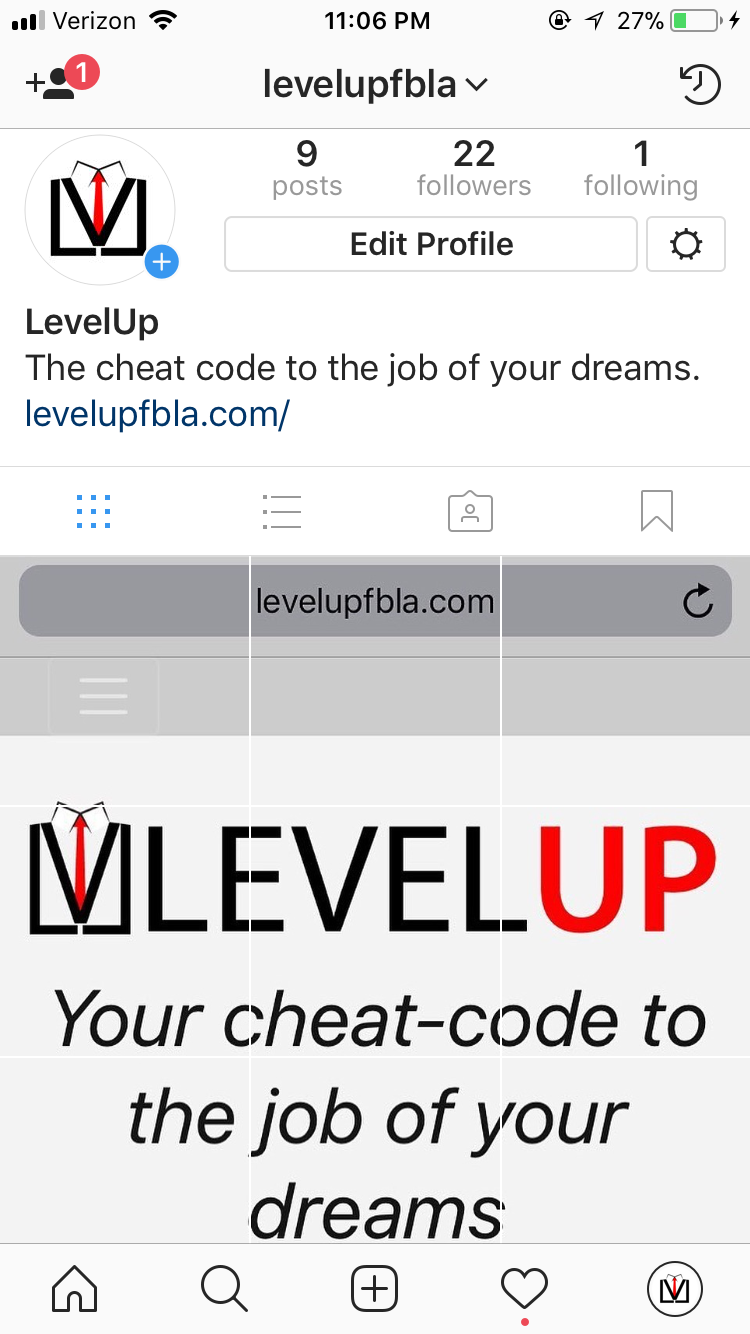 Verizon 11:06 PM 27%
1
levelupfbla
9 22 1
posts followers following
Edit Profile
LevelUp
The cheat code to the job of your dreams.
levelupfbla.com/
levelupfbla.com
LEVELUP
Your cheat-code to
the job of your
dreams